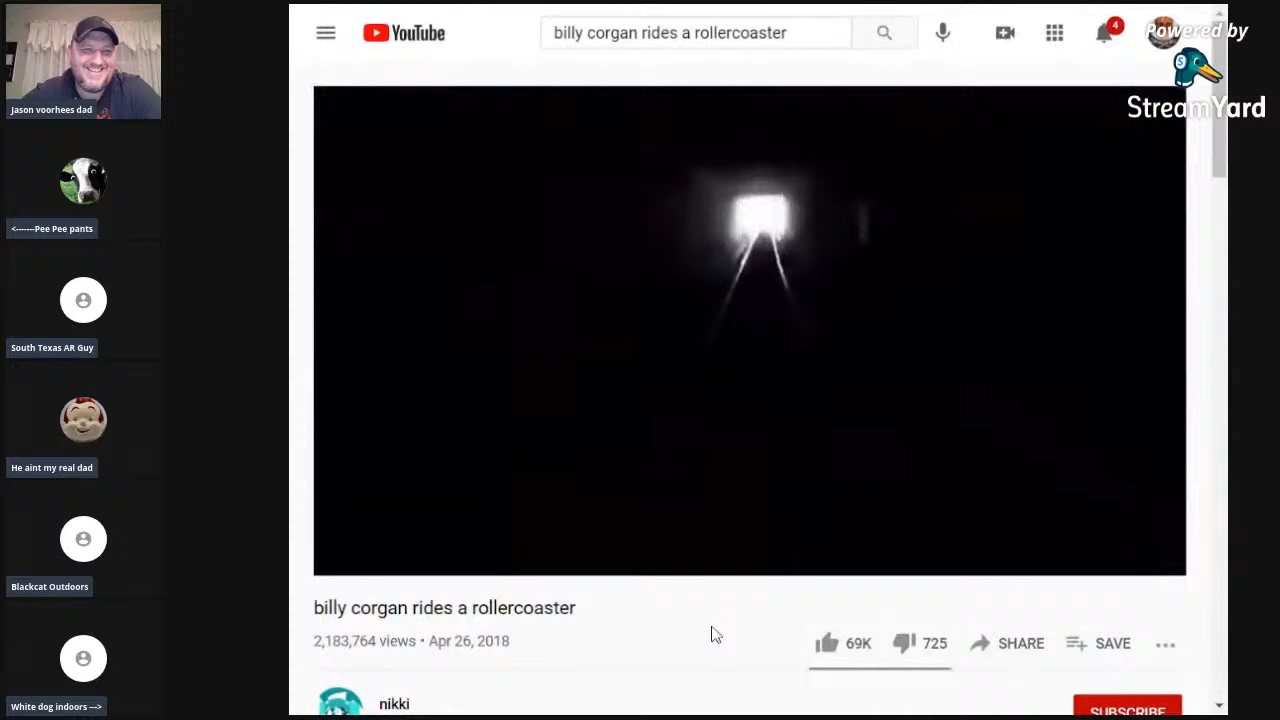 YouTube
billy corgan rides a rollercoaster
4
Powered by
S
StreamYard
Jason voorhees dad
<------Pee Pee pants
South Texas AR Guy
He aint my real dad
Blackcat Outdoors
White dog indoors --->
billy corgan rides a rollercoaster
2,183,764 views • Apr 26, 2018
69K
725
SHARE
SAVE
nikki
SUBSCRIBE